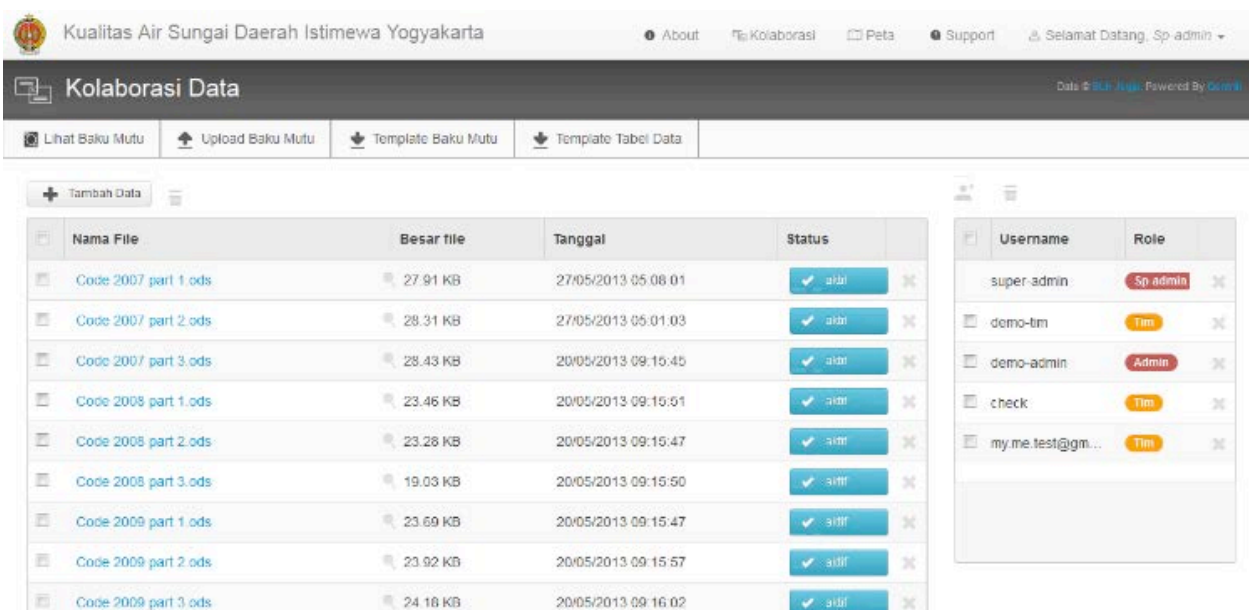 Kualitas Air Sungai Daerah Istimewa Yogyakarta
About Kolaborasi Peta Support Selamat Datang, Sp-admin
Kolaborasi Data
Data © BLH Jogja. Powered By
Lihat Baku Mutu Upload Baku Mutu Template Baku Mutu Template Tabel Data
Tambah Data
Nama File Besar file Tanggal Status Username Role
Code 2007 part 1.ods 27.91 KB 27/05/2013 05:08:01 aktif super-admin Sp admin
Code 2007 part 2.ods 28.31 KB 27/05/2013 05:01:03 aktif demo-tim Tim
Code 2007 part 3.ods 28.43 KB 20/05/2013 09:15:45 aktif demo-admin Admin
Code 2008 part 1.ods 23.46 KB 20/05/2013 09:15:51 aktif check Tim
Code 2008 part 2.ods 23.28 KB 20/05/2013 09:15:47 aktif my.me.test@gm... Tim
Code 2008 part 3.ods 19.03 KB 20/05/2013 09:15:50 aktif
Code 2009 part 1.ods 23.69 KB 20/05/2013 09:15:47 aktif
Code 2009 part 2.ods 23.92 KB 20/05/2013 09:15:57 aktif
Code 2009 part 3.ods 24.18 KB 20/05/2013 09:16:02 aktif